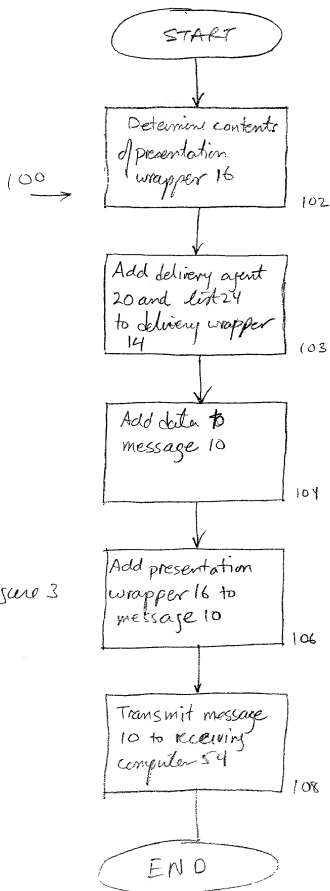 START
Determine contents
of presentation
wrapper 16
100
102
Add delivery agent
20 and list 24
to delivery wrapper
14
103
Add data to
message 10
104
Add presentation
wrapper 16 to
message 10
gure 3
106
Transmit message
10 to receiving
computer 54
108
END